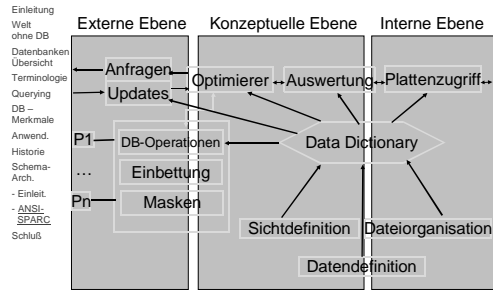 Einleitung
Welt
ohne DB
Datenbanken
Übersicht
Terminologie
Querying
DB –
Merkmale
Anwend.
Historie
Schema-
Arch.
- Einleit.
- ANSI-
SPARC
Schluß
Externe Ebene
Konzeptuelle Ebene
Interne Ebene
Anfragen
Updates
Optimierer
Auswertung
Plattenzugriff
P1
DB-Operationen
Data Dictionary
...
Einbettung
Pn
Masken
Sichtdefinition
Dateiorganisation
Datendefinition